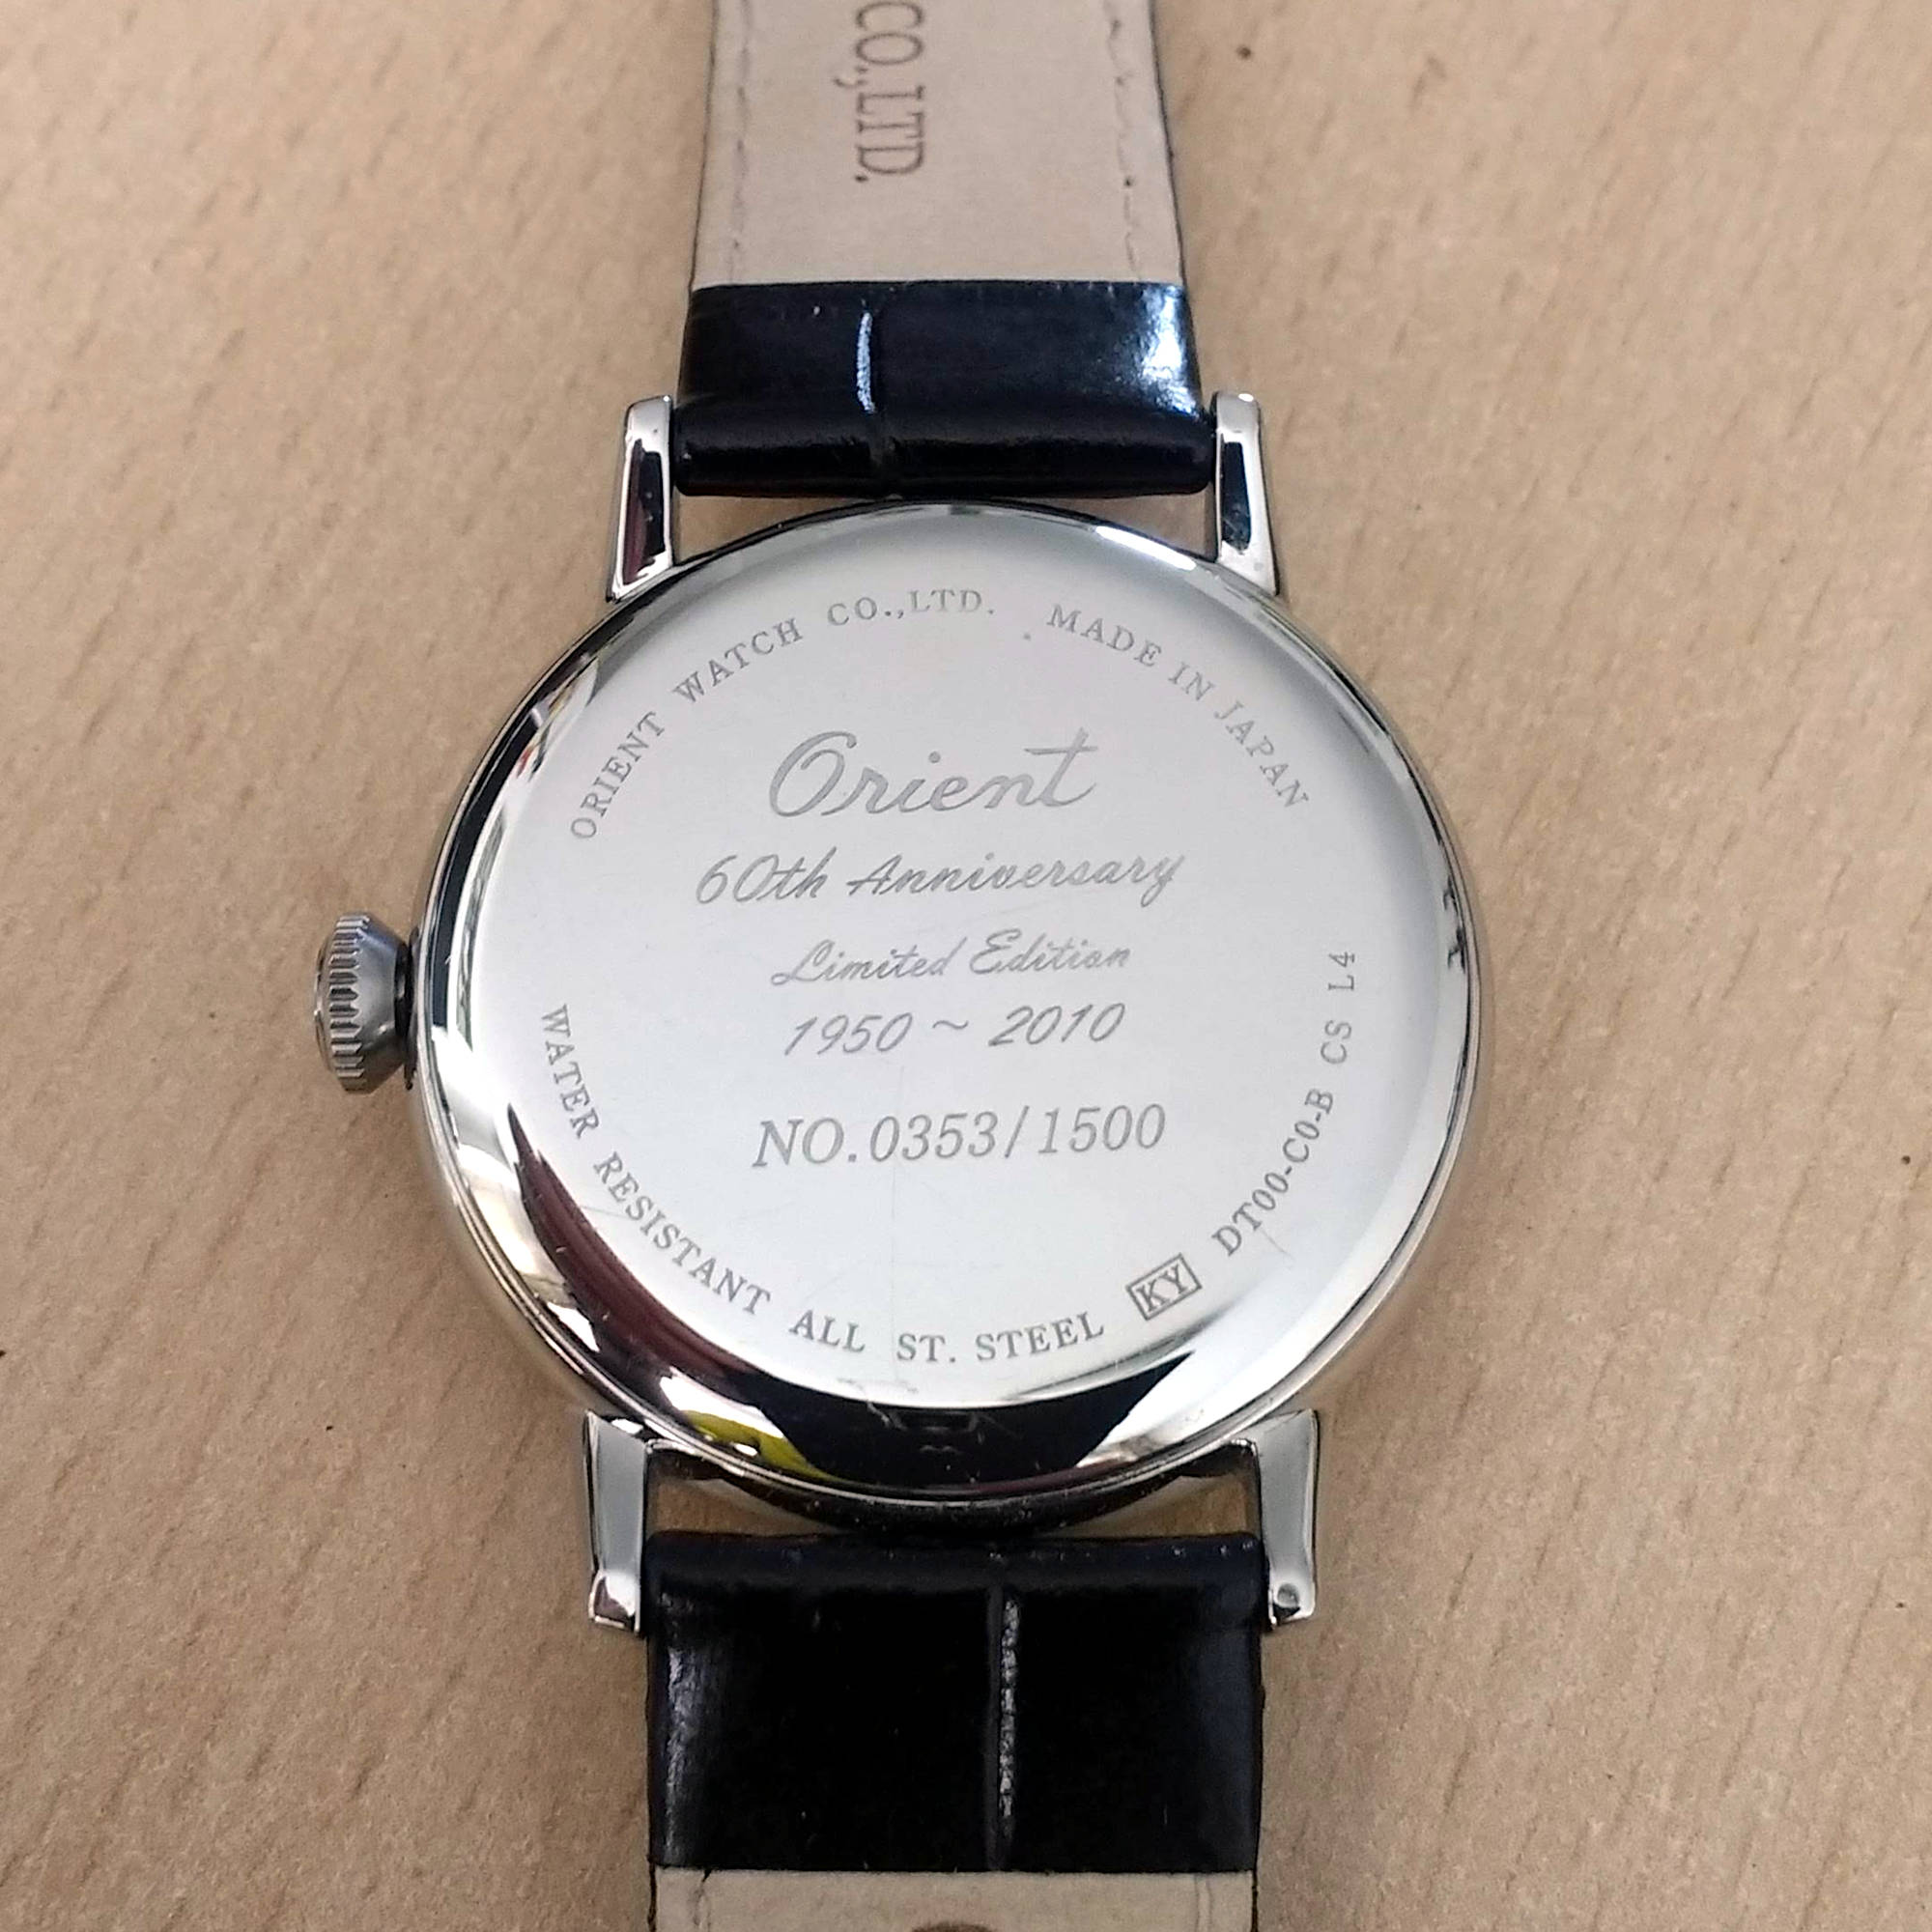 CO.,LTD.
ORIENT WATCH CO.,LTD. MADE IN JAPAN
Orient
60th Anniversary
Limited Edition
1950 ~ 2010
NO.0353/1500
WATER RESISTANT ALL ST. STEEL KY DT00-C0-B CS L4